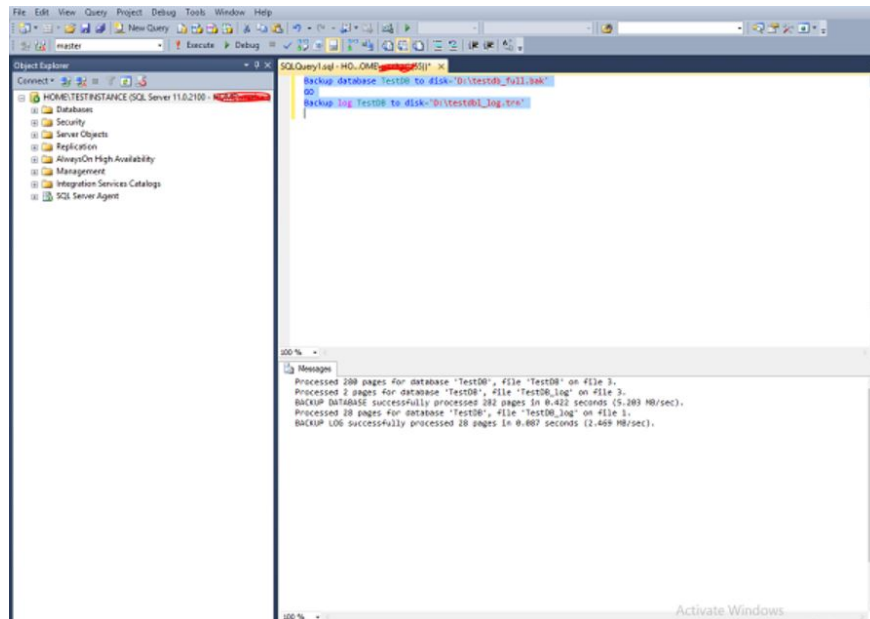 File Edit View Query Project Debug Tools Window Help
New Query
master
Execute
Debug
Object Explorer
SQLQuery1.sql - HO...OME\
Connect
HOME\TESTINSTANCE (SQL Server 11.0.2100 -
Databases
Security
Server Objects
Replication
AlwaysOn High Availability
Management
Integration Services Catalogs
SQL Server Agent
Backup database TestDB to disk='D:\testdb_full.bak'
GO
Backup log TestDB to disk='D:\testdbl_log.trn'
100 %
Messages
Processed 280 pages for database 'TestDB', file 'TestDB' on file 3.
Processed 2 pages for database 'TestDB', file 'TestDB_log' on file 3.
BACKUP DATABASE successfully processed 282 pages in 0.422 seconds (5.203 MB/sec).
Processed 28 pages for database 'TestDB', file 'TestDB_log' on file 1.
BACKUP LOG successfully processed 28 pages in 0.087 seconds (2.469 MB/sec).
Activate Windows
100 %